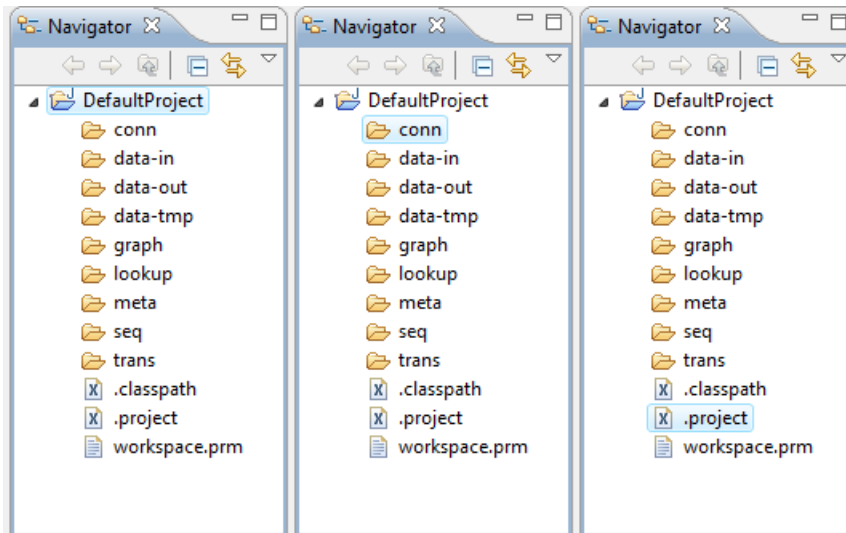 Navigator
DefaultProject
conn
data-in
data-out
data-tmp
graph
lookup
meta
seq
trans
.classpath
.project
workspace.prm
Navigator
DefaultProject
conn
data-in
data-out
data-tmp
graph
lookup
meta
seq
trans
.classpath
.project
workspace.prm
Navigator
DefaultProject
conn
data-in
data-out
data-tmp
graph
lookup
meta
seq
trans
.classpath
.project
workspace.prm